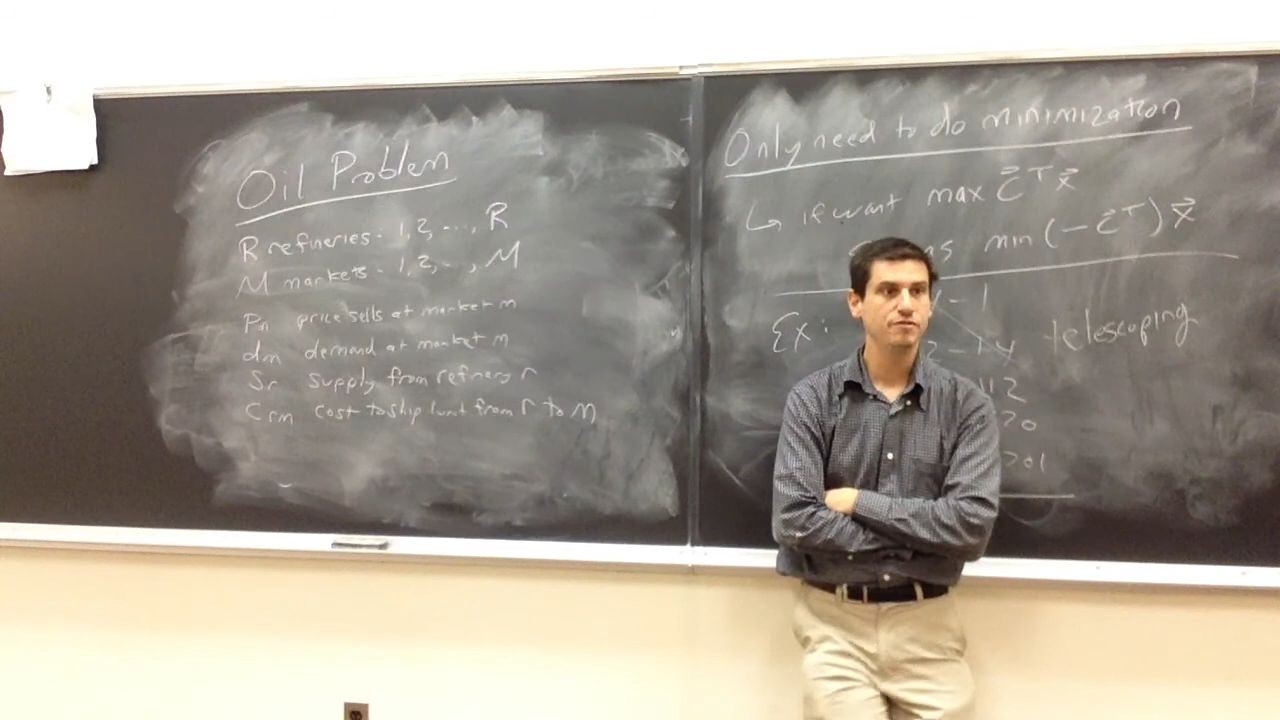 Oil Problem
R refineries: 1, 2, ..., R
M markets: 1, 2, ..., M
Pm price sells at market m
dm demand at market m
Sr supply from refinery r
Crm cost to ship 1 unit from r to m
Only need to do minimization
↳ if want max c⃗ᵀx⃗
min (-c⃗ᵀ) x⃗
Ex:
- 1
telescoping